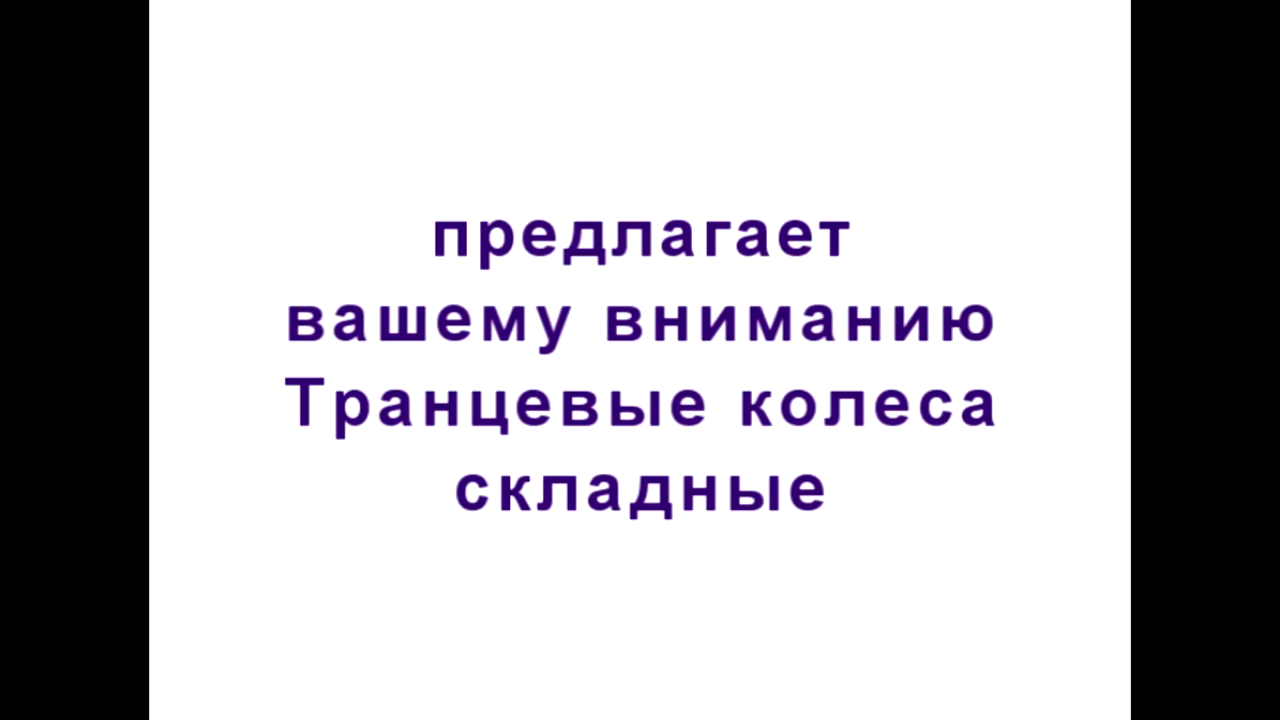 предлагает
вашему вниманию
Транцевые колеса
складные